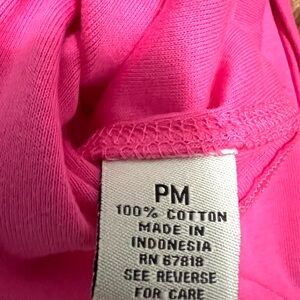 PM
100% COTTON
MADE IN
INDONESIA
RN 67818
SEE REVERSE
FOR CARE